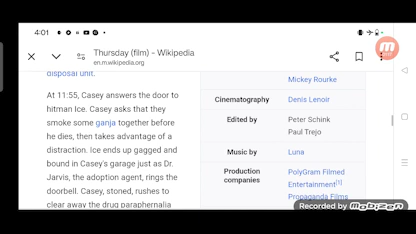 4:01
Thursday (film) - Wikipedia
en.m.wikipedia.org
disposal unit.
At 11:55, Casey answers the door to
hitman Ice. Casey asks that they
smoke some ganja together before
he dies, then takes advantage of a
distraction. Ice ends up gagged and
bound in Casey's garage just as Dr.
Jarvis, the adoption agent, rings the
doorbell. Casey, stoned, rushes to
clear away the drug paraphernalia
Mickey Rourke
Cinematography Denis Lenoir
Edited by Peter Schink
Paul Trejo
Music by Luna
Production PolyGram Filmed
companies Entertainment[1]
Propaganda Films
Recorded by Mobizen